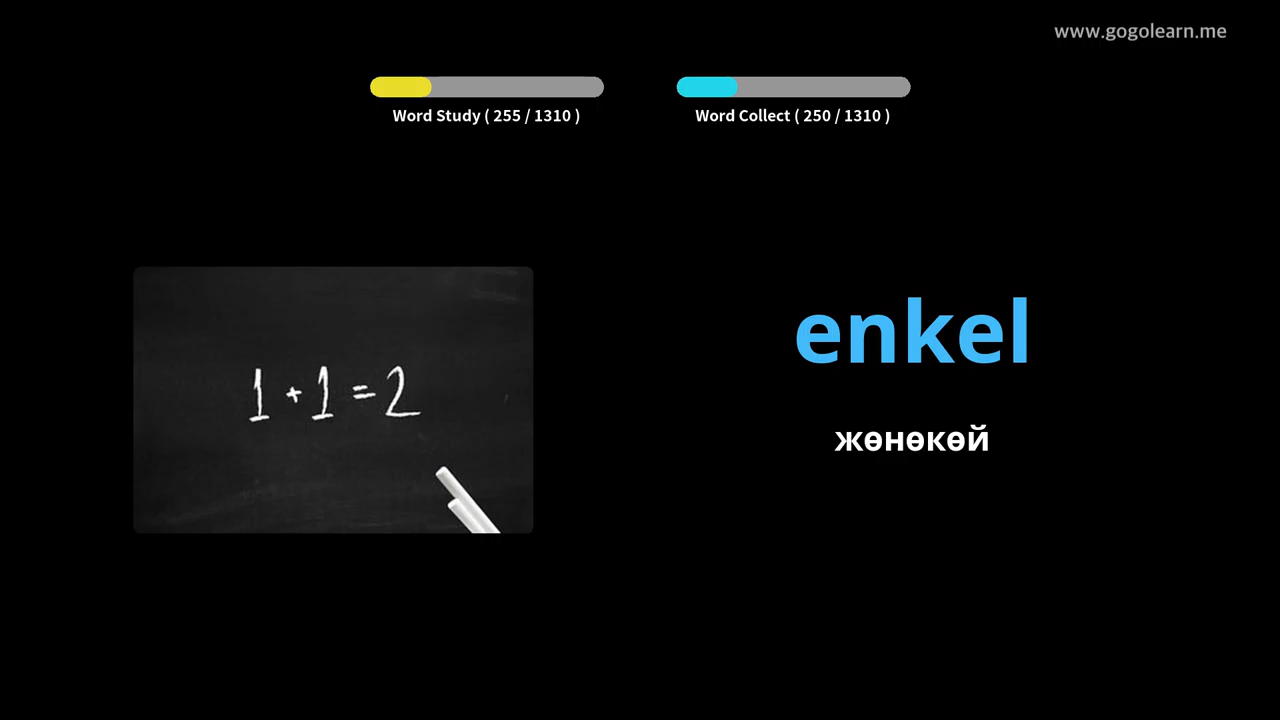 www.gogolearn.me
Word Study ( 255 / 1310 )
Word Collect ( 250 / 1310 )
1 + 1 = 2
enkel
жөнөкөй